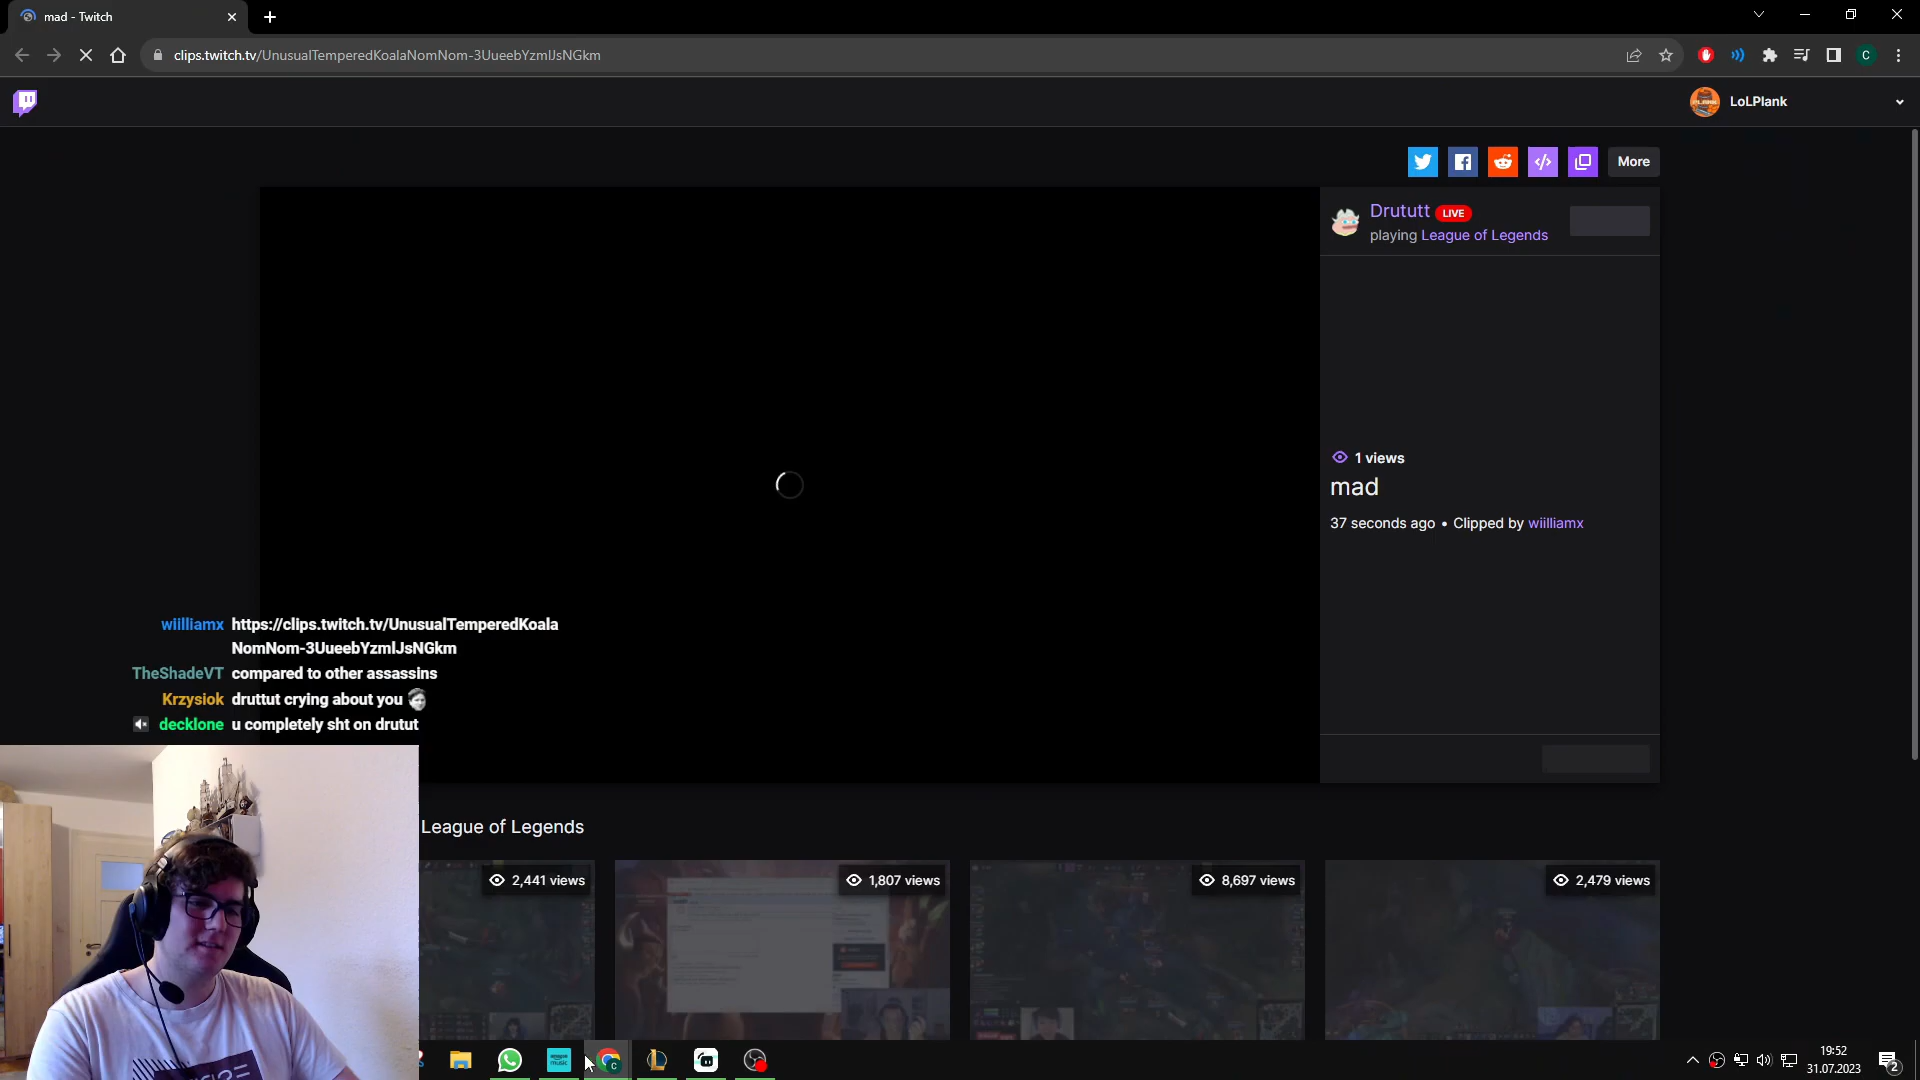 mad - Twitch
clips.twitch.tv/UnusualTemperedKoalaNomNom-3UueebYzmlJsNGkm
C
LoLPlank
More
Drututt LIVE
playing League of Legends
1 views
mad
37 seconds ago • Clipped by wiilliamx
wiilliamx https://clips.twitch.tv/UnusualTemperedKoala
NomNom-3UueebYzmlJsNGkm
TheShadeVT compared to other assassins
Krzysiok druttut crying about you
decklone u completely sht on drutut
League of Legends
2,441 views
1,807 views
8,697 views
2,479 views
amazon music
C
19:52
31.07.2023
2